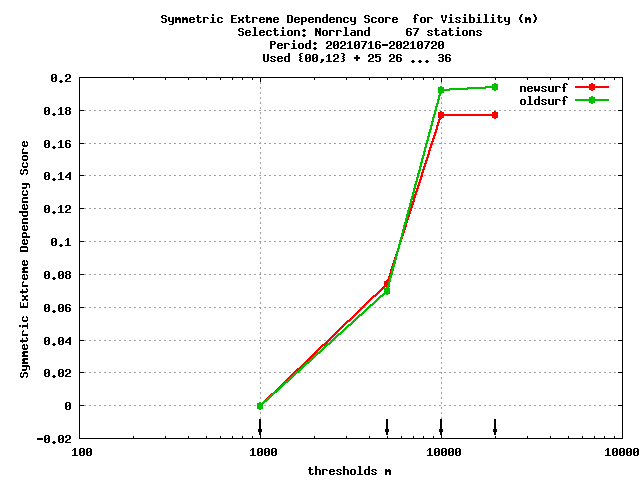 Symmetric Extreme Dependency Score  for Visibility (m)
Selection: Norrland     67 stations
Period: 20210716-20210720
Used {00,12} + 25 26 ... 36
newsurf
oldsurf
Symmetric Extreme Dependency Score
0.2
0.18
0.16
0.14
0.12
0.1
0.08
0.06
0.04
0.02
0
-0.02
100 1000 10000 10000
thresholds m